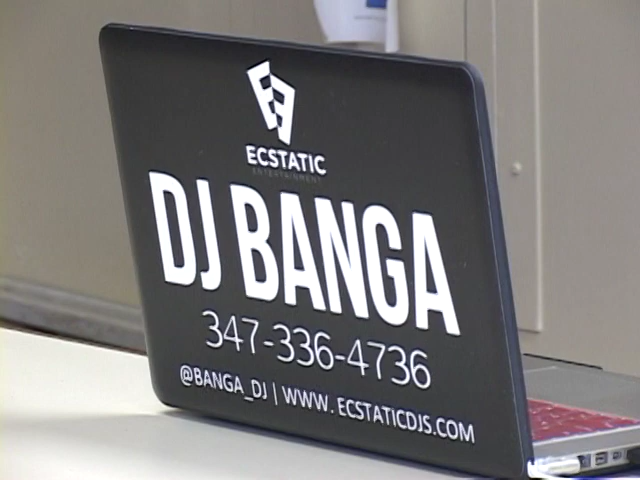 ECSTATIC
ENTERTAINMENT
DJ BANGA
347-336-4736
@BANGA_DJ | WWW. ECSTATICDJS.COM